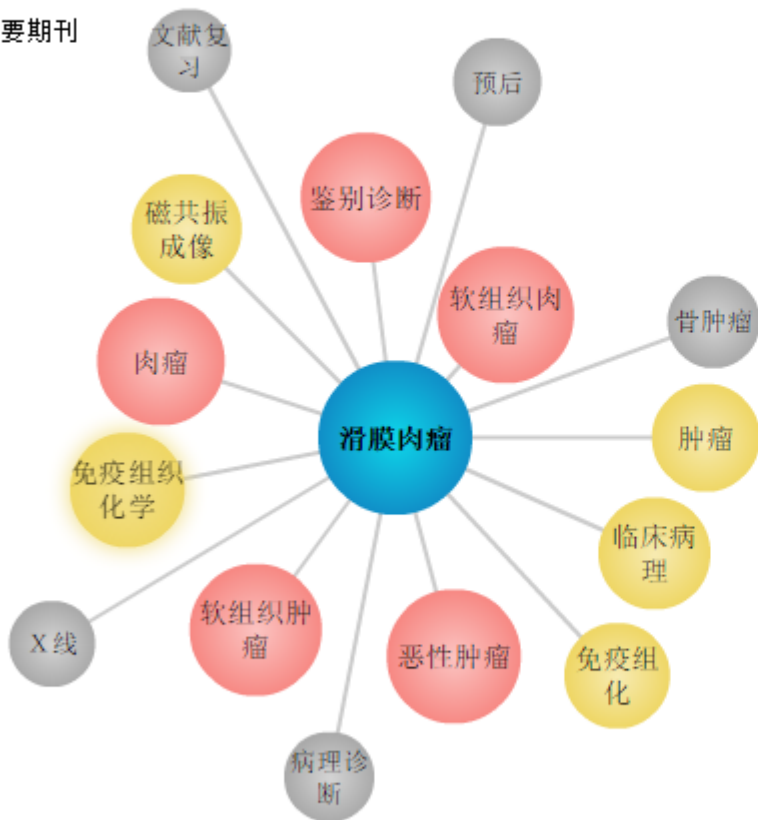 要期刊
文献复
习
预后
鉴别诊断
磁共振
成像
软组织肉
瘤
骨肿瘤
肉瘤
滑膜肉瘤
肿瘤
免疫组织
化学
临床病
理
软组织肿
瘤
X线
恶性肿瘤
免疫组
化
病理诊
断